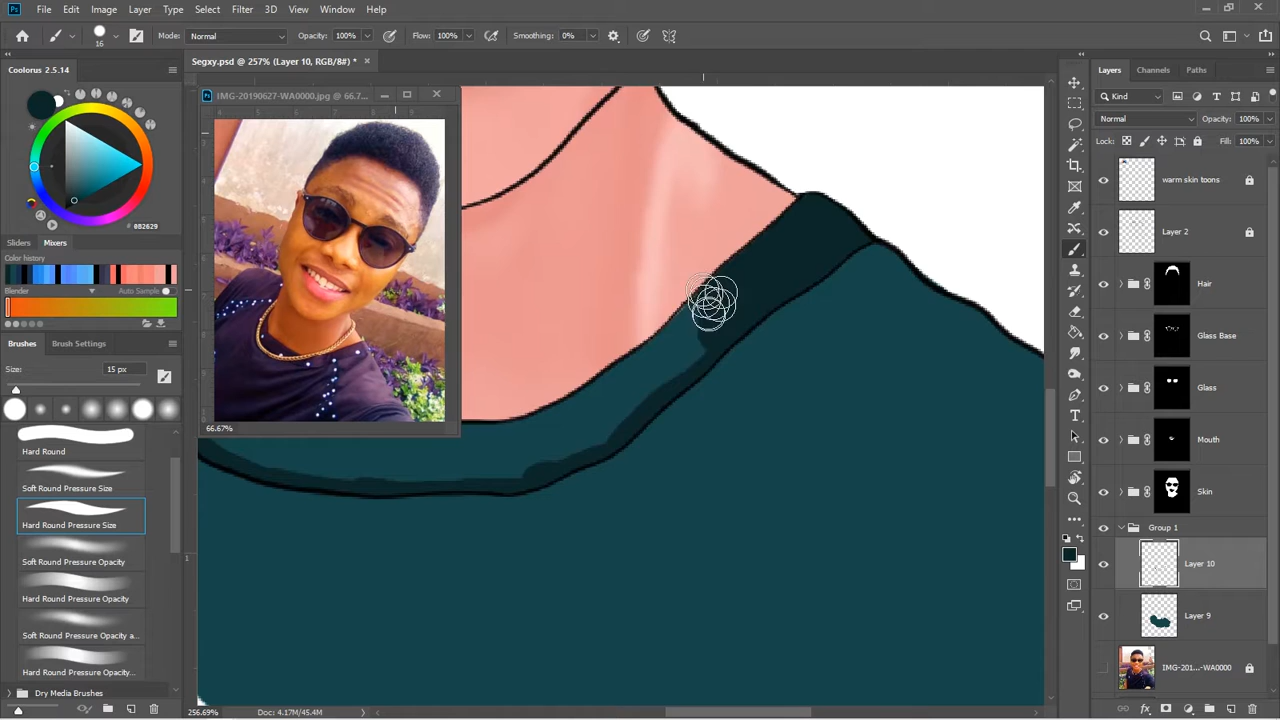 Ps File Edit Image Layer Type Select Filter 3D View Window Help
16 Mode: Normal Opacity: 100% Flow: 100% Smoothing: 0%
Coolorus 2.5.14
Segxy.psd @ 257% (Layer 10, RGB/8#) *
IMG-20190627-WA0000.jpg @ 66.7...
66.67%
# 082629
Sliders Mixers
Color history
Blender Auto Sample
Brushes Brush Settings
Size: 15 px
Hard Round
Soft Round Pressure Size
Hard Round Pressure Size
Soft Round Pressure Opacity
Hard Round Pressure Opacity
Soft Round Pressure Opacity a...
Hard Round Pressure Opacity...
Dry Media Brushes
256.69% Doc: 4.17M/45.4M
Layers Channels Paths
Kind
Normal Opacity: 100%
Lock: Fill: 100%
warm skin toons
Layer 2
Hair
Glass Base
Glass
Mouth
Skin
Group 1
Layer 10
Layer 9
IMG-201...-WA0000